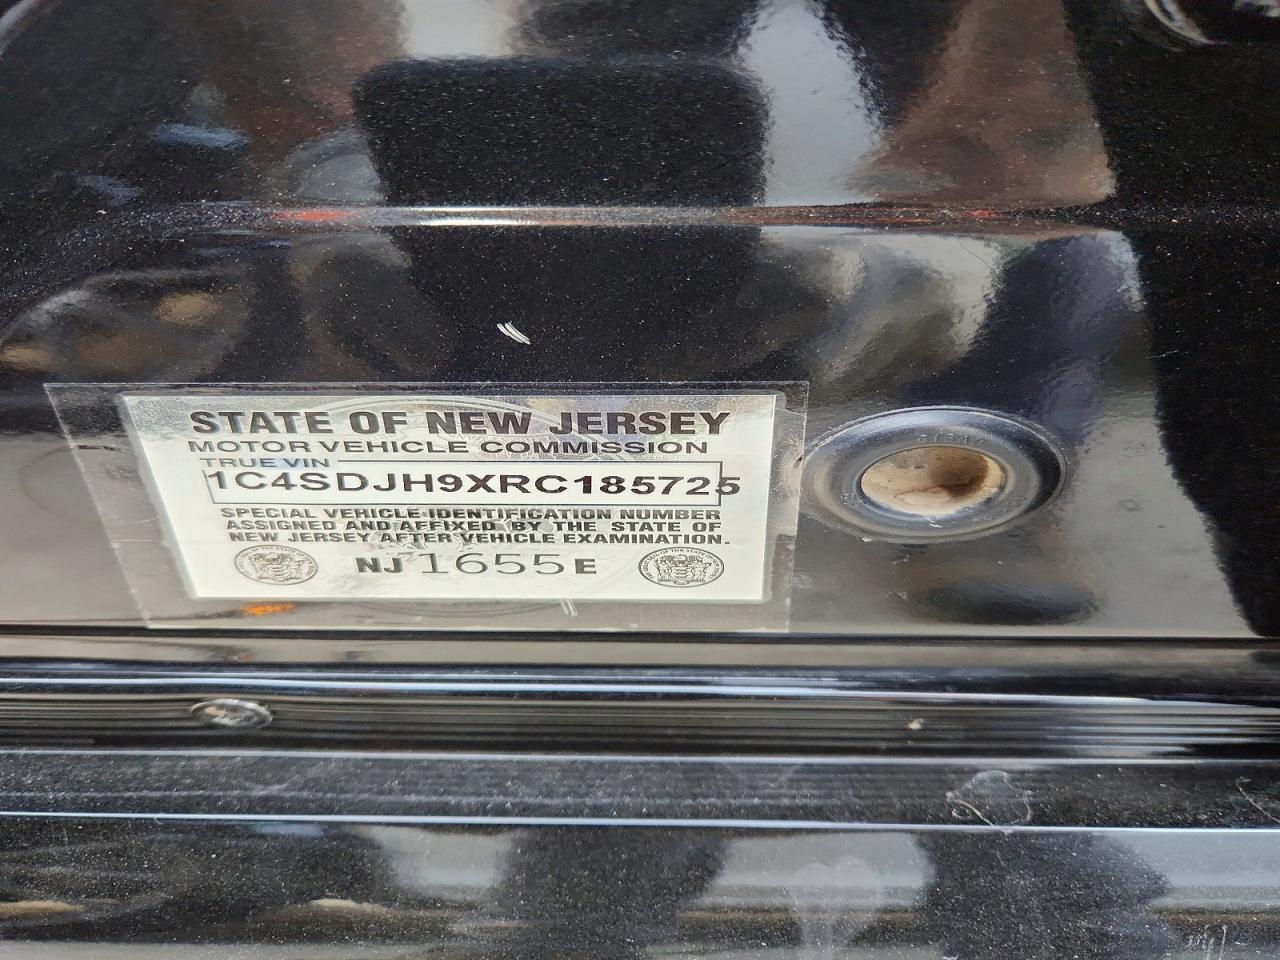 STATE OF NEW JERSEY
MOTOR VEHICLE COMMISSION
TRUE VIN
1C4SDJH9XRC185725
SPECIAL VEHICLE IDENTIFICATION NUMBER
ASSIGNED AND AFFIXED BY THE STATE OF
NEW JERSEY AFTER VEHICLE EXAMINATION.
NJ 1655 E